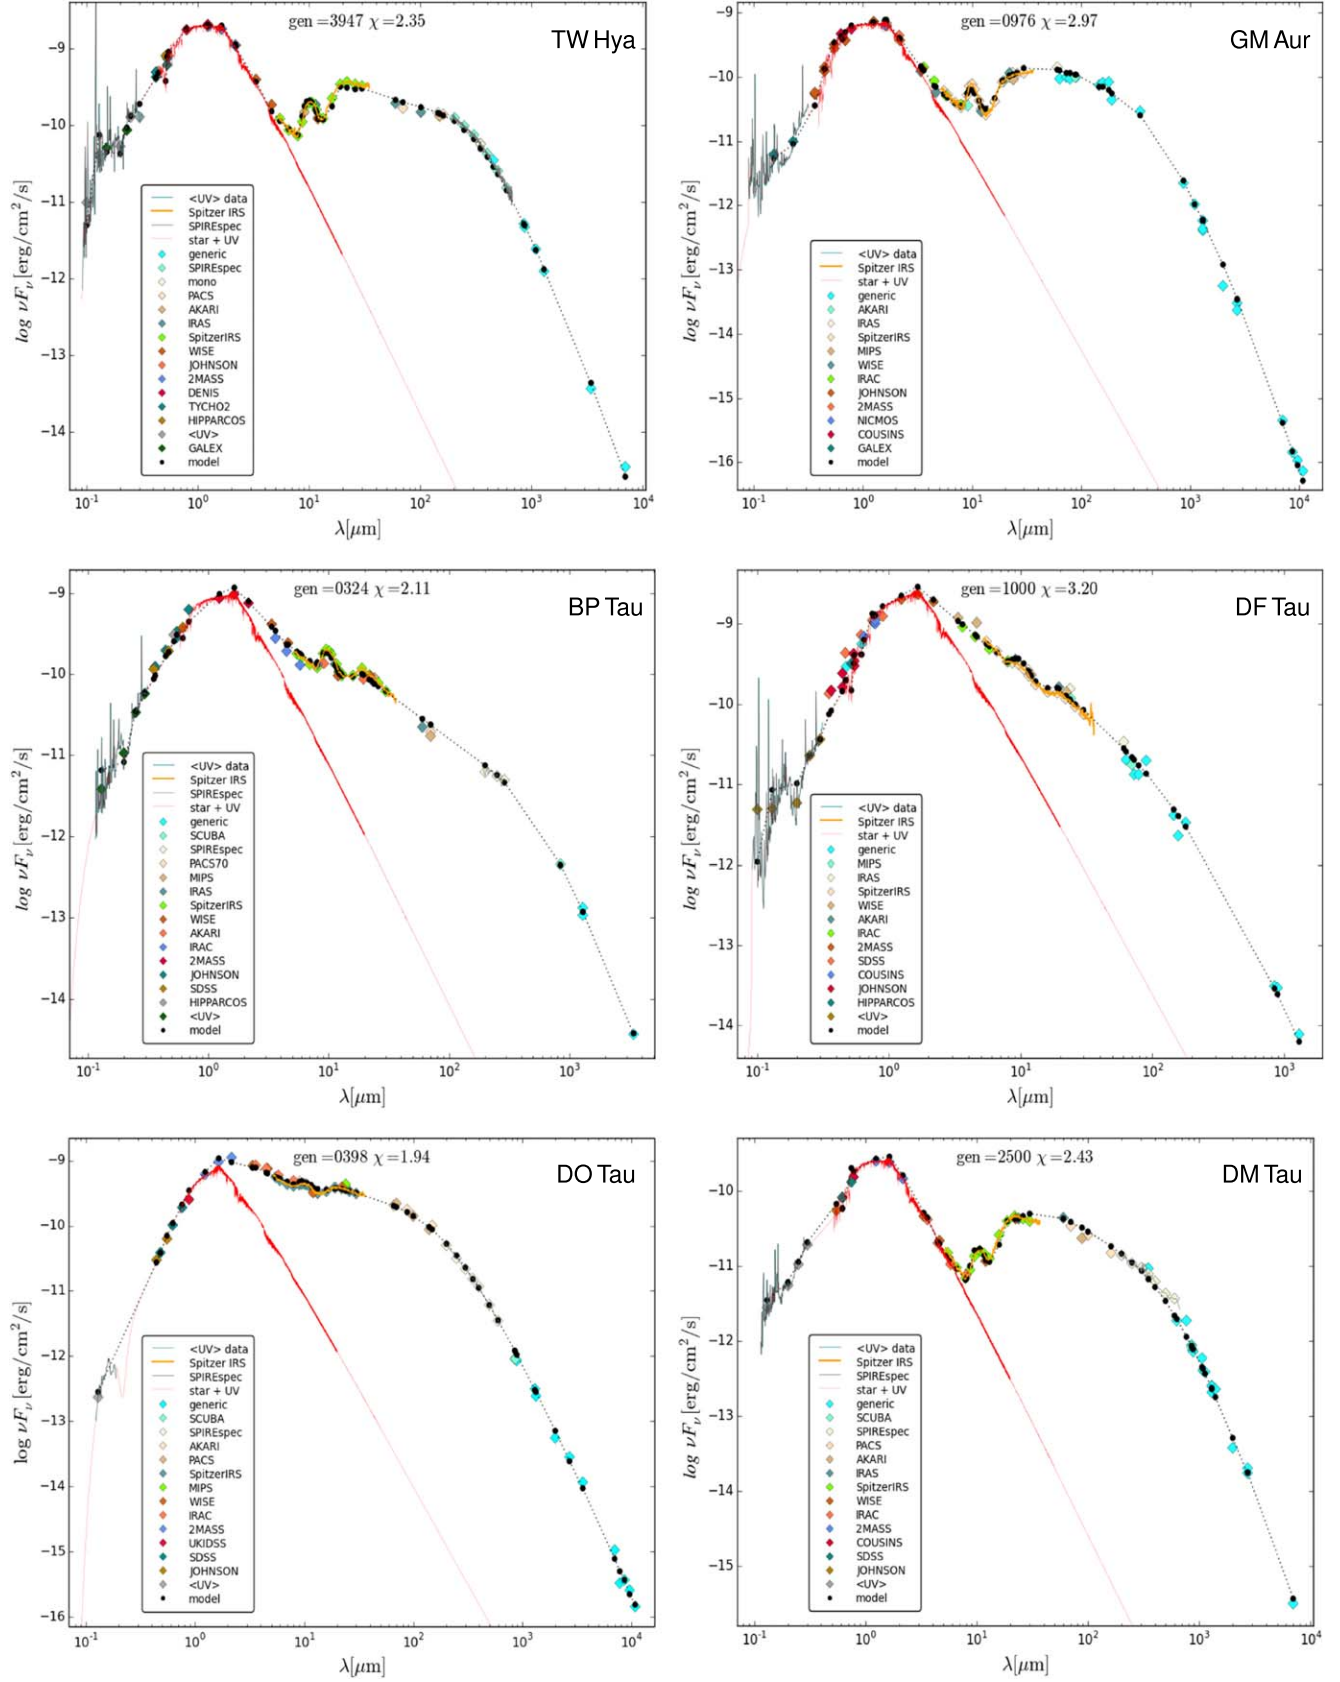 gen =3947 χ=2.35
TW Hya
−9
−10
−11
−12
−13
−14
log νFν[erg/cm²/s]
<UV> data
Spitzer IRS
SPIREspec
star + UV
generic
SPIREspec
mono
PACS
AKARI
IRAS
SpitzerIRS
WISE
JOHNSON
2MASS
DENIS
TYCHO2
HIPPARCOS
<UV>
GALEX
model
10⁻¹ 10⁰ 10¹ 10² 10³ 10⁴
λ[μm]
gen =0976 χ=2.97
GM Aur
−9
−10
−11
−12
−13
−14
−15
−16
log νFν[erg/cm²/s]
<UV> data
Spitzer IRS
star + UV
generic
AKARI
IRAS
SpitzerIRS
MIPS
WISE
IRAC
JOHNSON
2MASS
NICMOS
COUSINS
GALEX
model
10⁻¹ 10⁰ 10¹ 10² 10³ 10⁴
λ[μm]
gen =0324 χ=2.11
BP Tau
−9
−10
−11
−12
−13
−14
log νFν[erg/cm²/s]
<UV> data
Spitzer IRS
SPIREspec
star + UV
generic
SCUBA
SPIREspec
PACS70
MIPS
IRAS
SpitzerIRS
WISE
AKARI
IRAC
2MASS
JOHNSON
SDSS
HIPPARCOS
<UV>
model
10⁻¹ 10⁰ 10¹ 10² 10³
λ[μm]
gen =1000 χ=3.20
DF Tau
−9
−10
−11
−12
−13
−14
log νFν[erg/cm²/s]
<UV> data
Spitzer IRS
star + UV
generic
MIPS
IRAS
SpitzerIRS
WISE
AKARI
IRAC
2MASS
SDSS
COUSINS
JOHNSON
HIPPARCOS
<UV>
model
10⁻¹ 10⁰ 10¹ 10² 10³
λ[μm]
gen =0398 χ=1.94
DO Tau
−9
−10
−11
−12
−13
−14
−15
−16
log νFν[erg/cm²/s]
<UV> data
Spitzer IRS
SPIREspec
star + UV
generic
SCUBA
SPIREspec
AKARI
PACS
SpitzerIRS
MIPS
WISE
IRAC
2MASS
UKIDSS
SDSS
JOHNSON
<UV>
model
10⁻¹ 10⁰ 10¹ 10² 10³ 10⁴
λ[μm]
gen =2500 χ=2.43
DM Tau
−10
−11
−12
−13
−14
−15
log νFν[erg/cm²/s]
<UV> data
Spitzer IRS
SPIREspec
star + UV
generic
SCUBA
SPIREspec
PACS
AKARI
IRAS
SpitzerIRS
WISE
IRAC
2MASS
COUSINS
SDSS
JOHNSON
<UV>
model
10⁻¹ 10⁰ 10¹ 10² 10³ 10⁴
λ[μm]